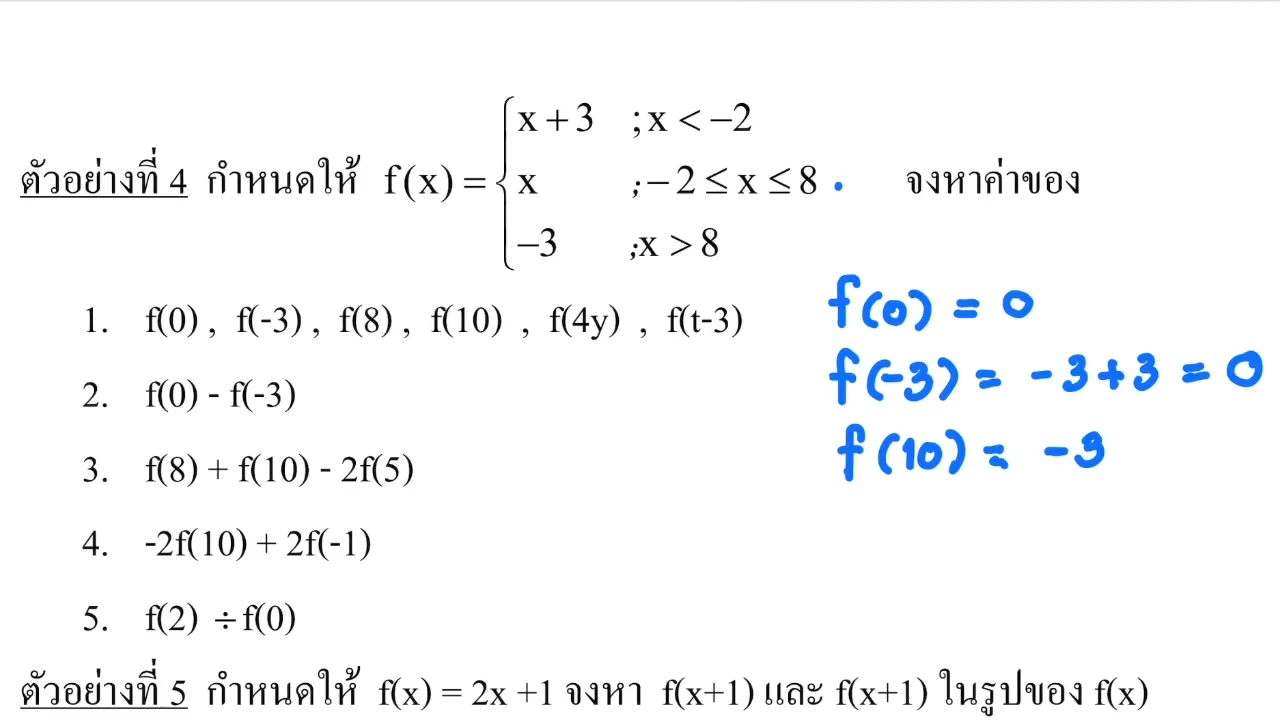 x + 3 ; x < −2
ตัวอย่างที่ 4 กำหนดให้ f(x) = { x ; −2 ≤ x ≤ 8 . จงหาค่าของ
−3 ; x > 8
1. f(0) , f(-3) , f(8) , f(10) , f(4y) , f(t-3)
f(0) = 0
f(-3) = -3+3 = 0
2. f(0) - f(-3)
f(10) = -3
3. f(8) + f(10) - 2f(5)
4. -2f(10) + 2f(-1)
5. f(2) ÷ f(0)
ตัวอย่างที่ 5 กำหนดให้ f(x) = 2x +1 จงหา f(x+1) และ f(x+1) ในรูปของ f(x)